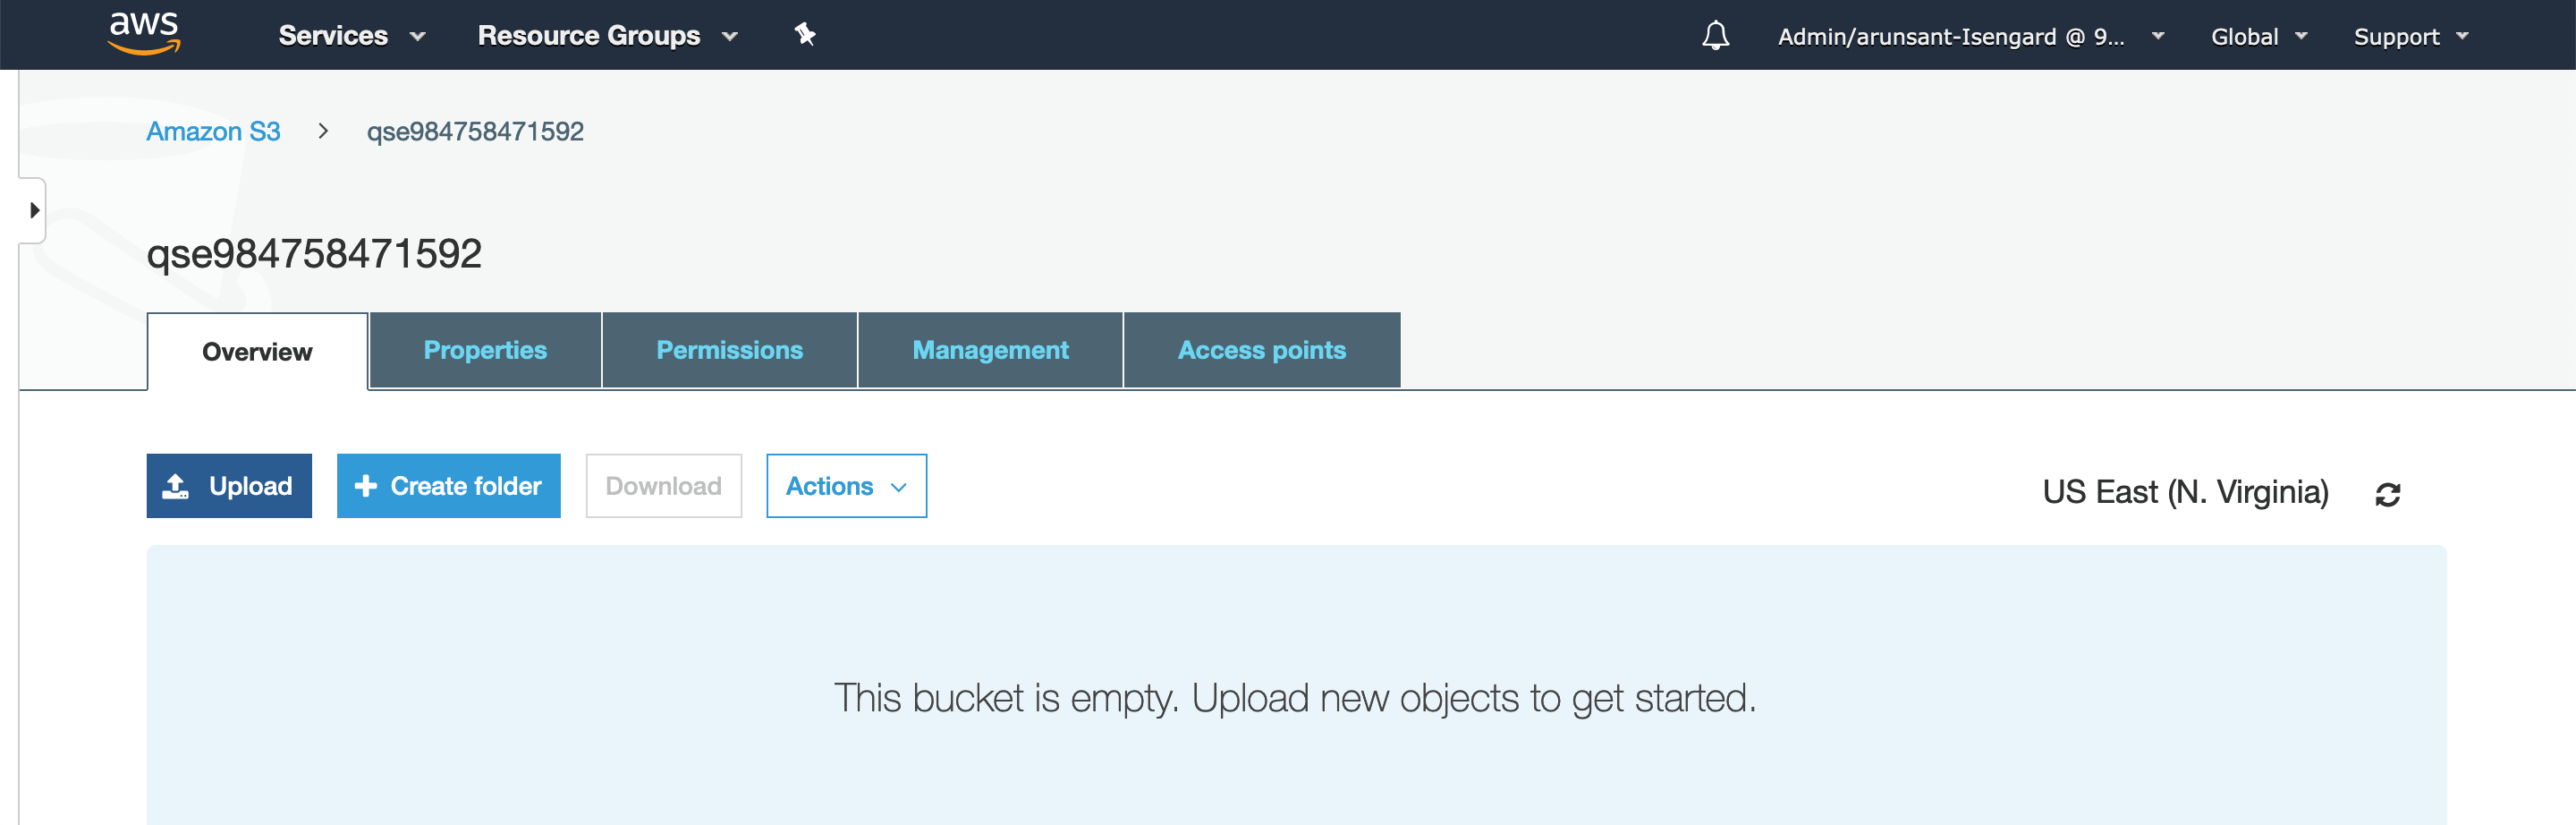 aws Services Resource Groups Admin/arunsant-Isengard @ 9... Global Support
Amazon S3 > qse984758471592
qse984758471592
Overview Properties Permissions Management Access points
Upload Create folder Download Actions US East (N. Virginia)
This bucket is empty. Upload new objects to get started.